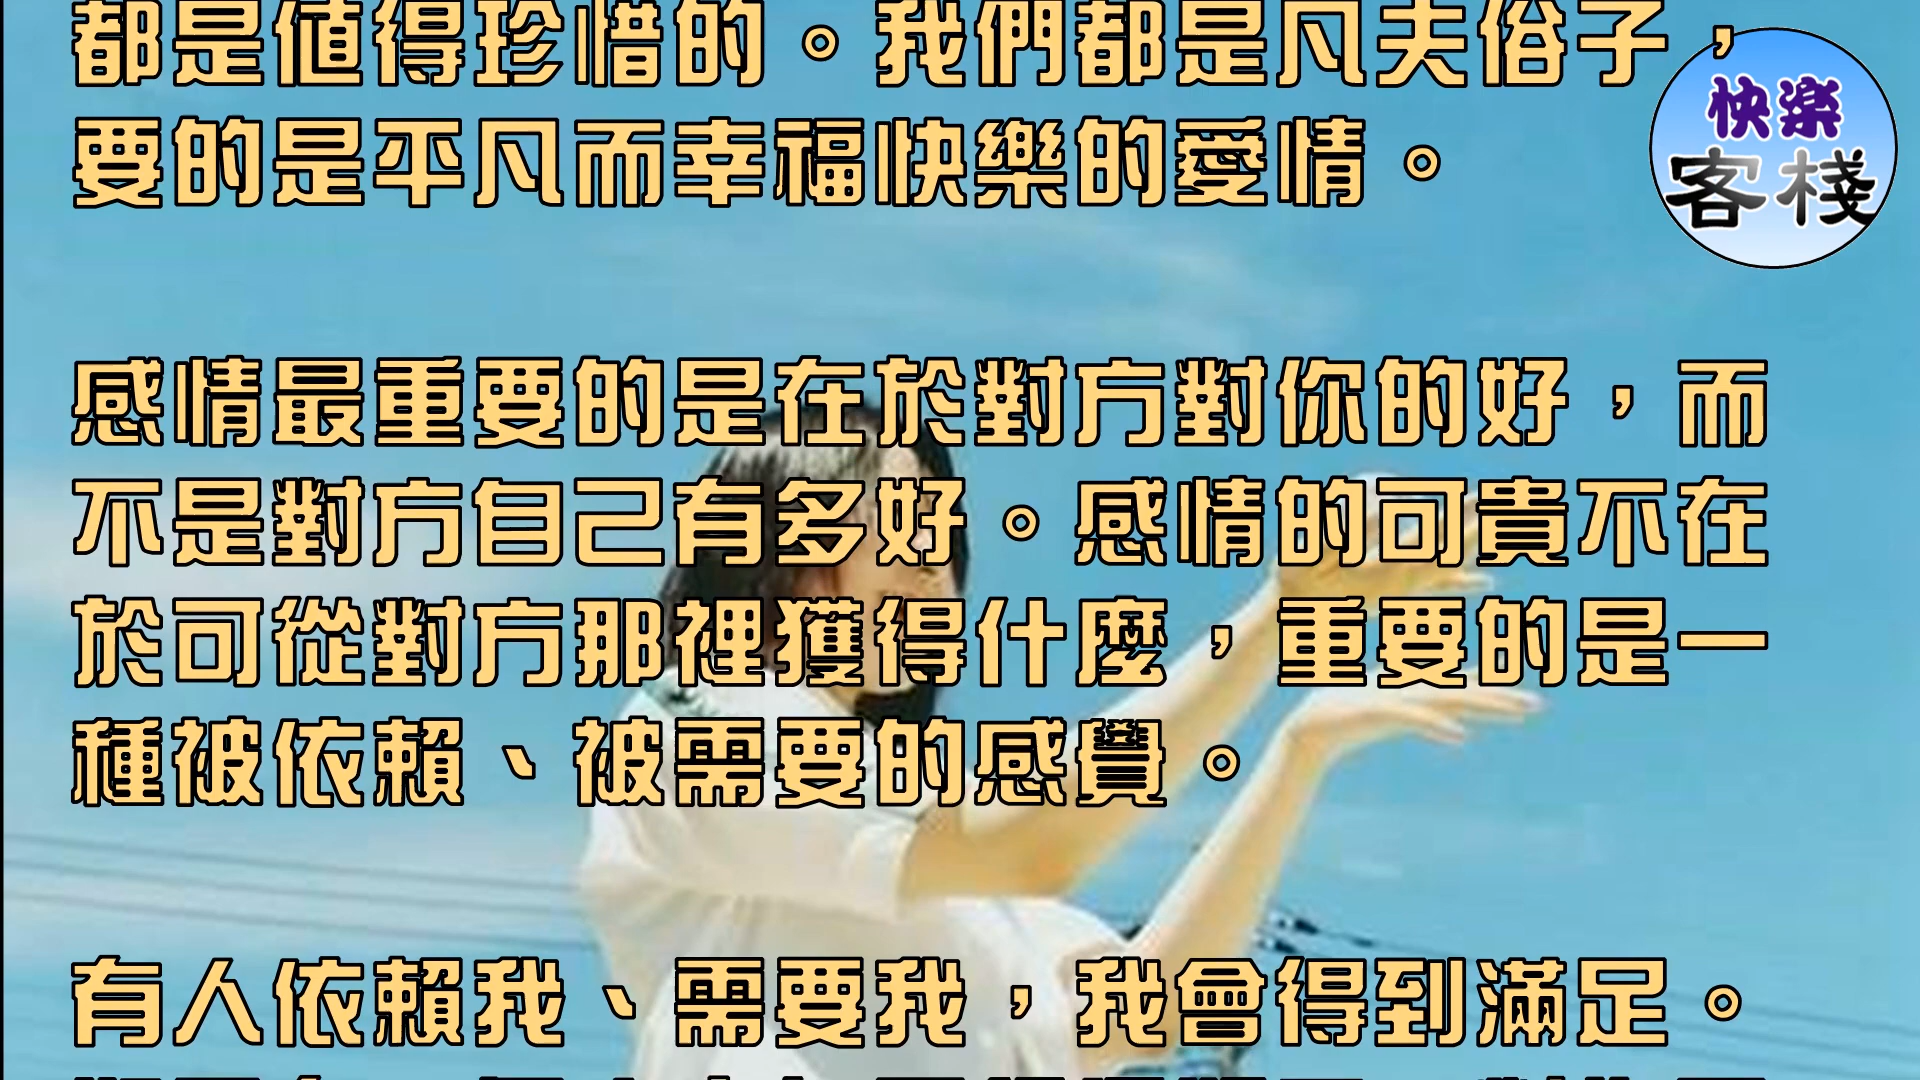 都是值得珍惜的。我們都是凡夫俗子，
要的是平凡而幸福快樂的愛情。
快樂
客棧
感情最重要的是在於對方對你的好，而
不是對方自己有多好。感情的可貴不在
於可從對方那裡獲得什麼，重要的是一
種被依賴、被需要的感覺。
有人依賴我、需要我，我會得到滿足。